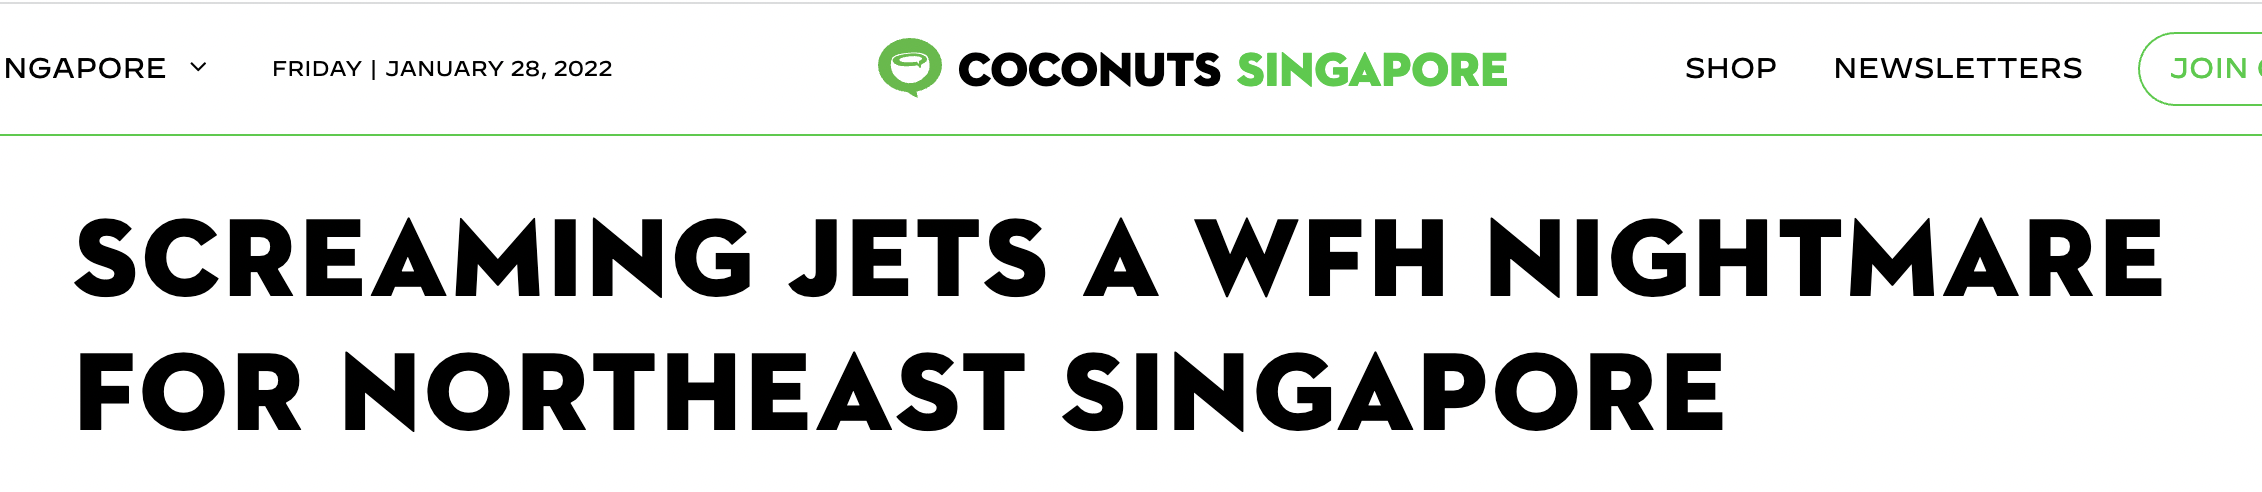 NGAPORE
FRIDAY | JANUARY 28, 2022
COCONUTS SINGAPORE
SHOP
NEWSLETTERS
JOIN
SCREAMING JETS A WFH NIGHTMARE
FOR NORTHEAST SINGAPORE